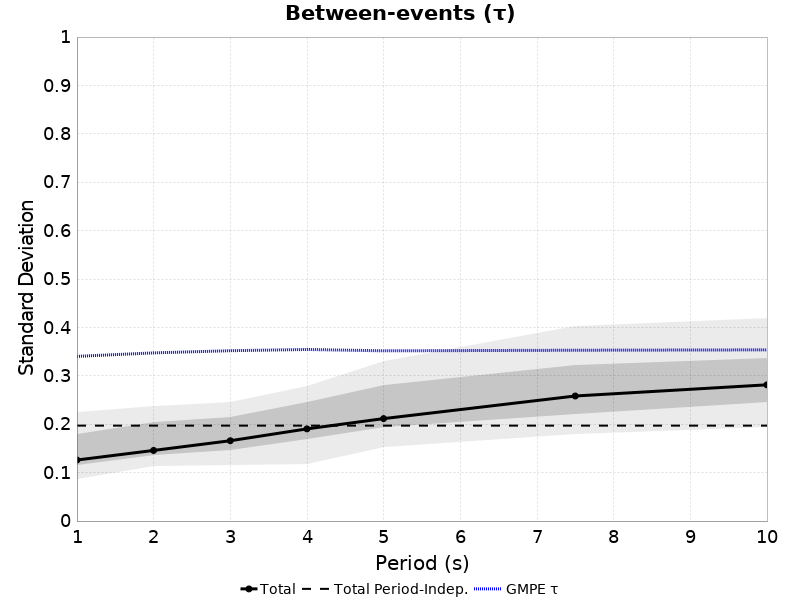 Between-events (τ)
1
0.9
0.8
0.7
0.6
0.5
0.4
0.3
0.2
0.1
0
Standard Deviation
1 2 3 4 5 6 7 8 9 10
Period (s)
Total Total Period-Indep. GMPE τ